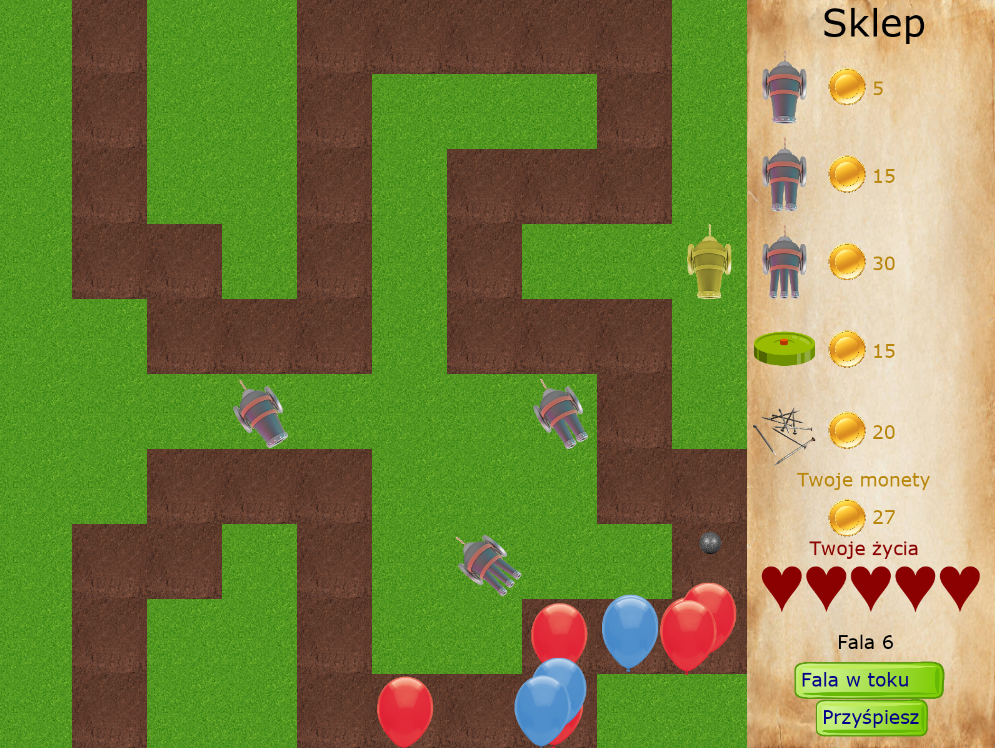 Sklep
5
15
30
15
20
Twoje monety
27
Twoje życia
Fala 6
Fala w toku
Przyśpiesz